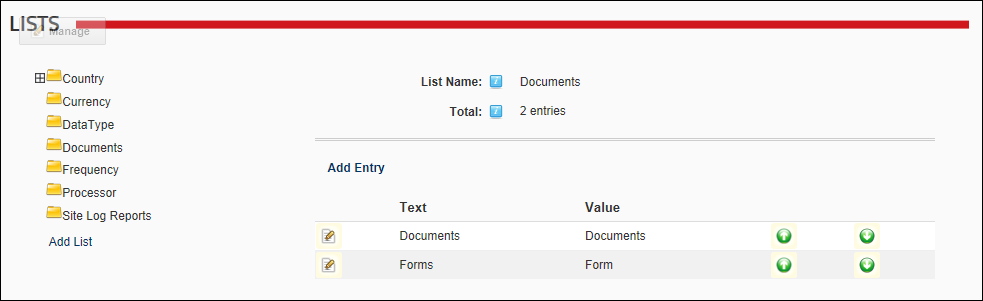 LISTS
Manage
Country
Currency
DataType
Documents
Frequency
Processor
Site Log Reports
Add List
List Name: Documents
Total: 2 entries
Add Entry
Text Value
Documents Documents
Forms Form